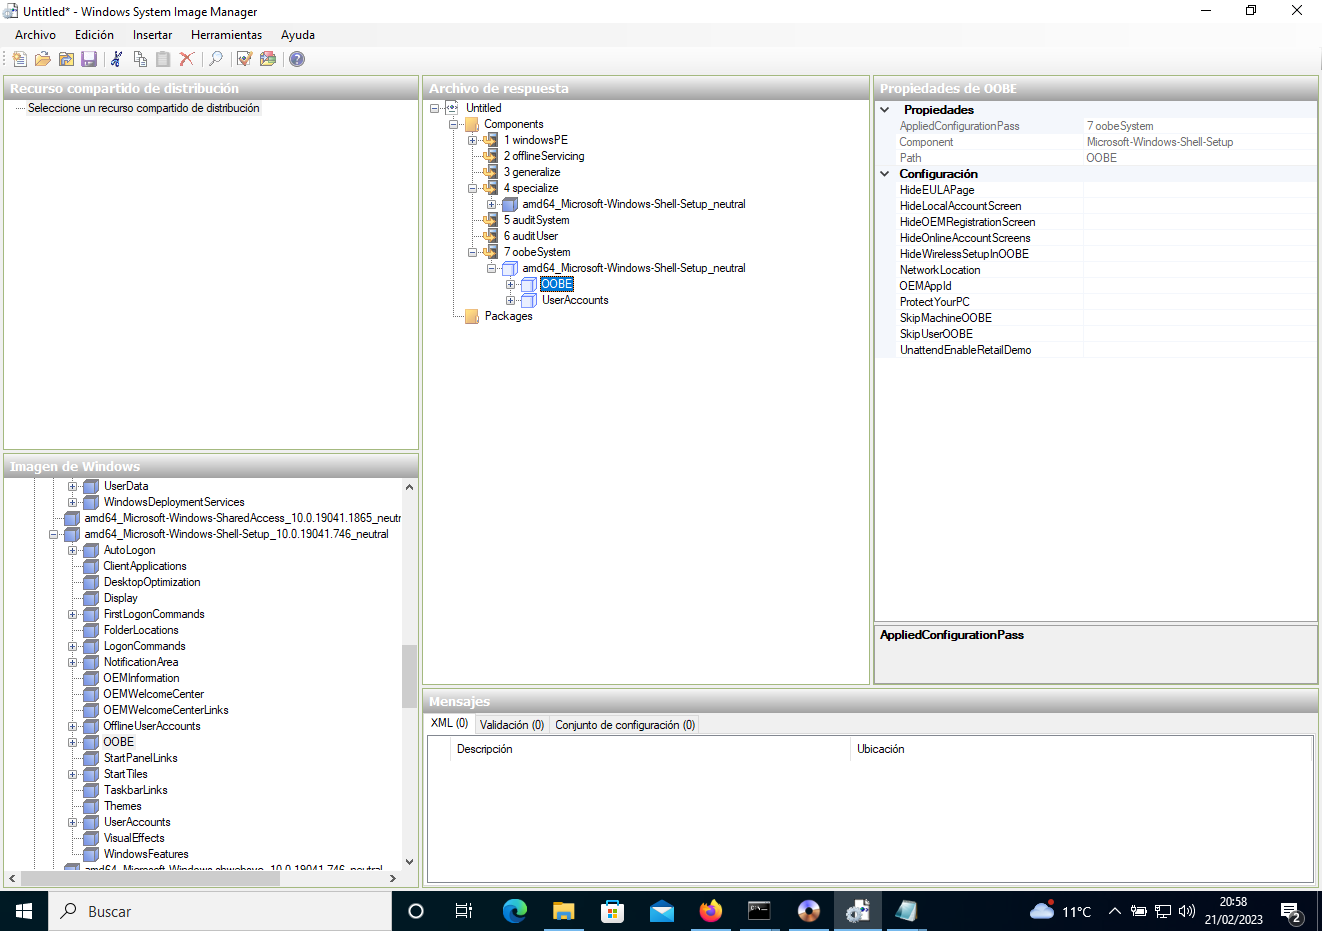 Untitled* - Windows System Image Manager
Archivo Edición Insertar Herramientas Ayuda
Recurso compartido de distribución
Seleccione un recurso compartido de distribución
Archivo de respuesta
Untitled
Components
1 windowsPE
2 offlineServicing
3 generalize
4 specialize
amd64_Microsoft-Windows-Shell-Setup_neutral
5 auditSystem
6 auditUser
7 oobeSystem
amd64_Microsoft-Windows-Shell-Setup_neutral
OOBE
UserAccounts
Packages
Propiedades de OOBE
Propiedades
AppliedConfigurationPass 7 oobeSystem
Component Microsoft-Windows-Shell-Setup
Path OOBE
Configuración
HideEULAPage
HideLocalAccountScreen
HideOEMRegistrationScreen
HideOnlineAccountScreens
HideWirelessSetupInOOBE
NetworkLocation
OEMAppId
ProtectYourPC
SkipMachineOOBE
SkipUserOOBE
UnattendEnableRetailDemo
AppliedConfigurationPass
Imagen de Windows
UserData
WindowsDeploymentServices
amd64_Microsoft-Windows-SharedAccess_10.0.19041.1865_neutr
amd64_Microsoft-Windows-Shell-Setup_10.0.19041.746_neutral
AutoLogon
ClientApplications
DesktopOptimization
Display
FirstLogonCommands
FolderLocations
LogonCommands
NotificationArea
OEMInformation
OEMWelcomeCenter
OEMWelcomeCenterLinks
OfflineUserAccounts
OOBE
StartPanelLinks
StartTiles
TaskbarLinks
Themes
UserAccounts
VisualEffects
WindowsFeatures
Mensajes
XML (0) Validación (0) Conjunto de configuración (0)
Descripción Ubicación
Buscar
11°C
20:58
21/02/2023
2